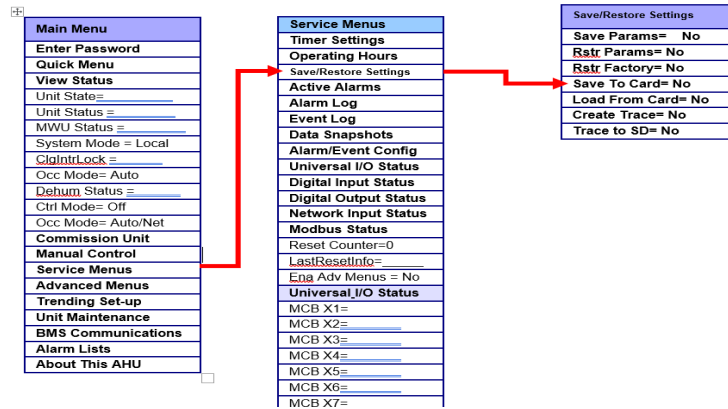 Main Menu
Enter Password
Quick Menu
View Status
Unit State=
Unit Status =
MWU Status =
System Mode = Local
ClgIntrLock =
Occ Mode= Auto
Dehum Status =
Ctrl Mode= Off
Occ Mode= Auto/Net
Commission Unit
Manual Control
Service Menus
Advanced Menus
Trending Set-up
Unit Maintenance
BMS Communications
Alarm Lists
About This AHU
Service Menus
Timer Settings
Operating Hours
Save/Restore Settings
Active Alarms
Alarm Log
Event Log
Data Snapshots
Alarm/Event Config
Universal I/O Status
Digital Input Status
Digital Output Status
Network Input Status
Modbus Status
Reset Counter=0
LastResetInfo=
Ena Adv Menus = No
Universal I/O Status
MCB X1=
MCB X2=
MCB X3=
MCB X4=
MCB X5=
MCB X6=
MCB X7=
Save/Restore Settings
Save Params= No
Rstr Params= No
Rstr Factory= No
Save To Card= No
Load From Card= No
Create Trace= No
Trace to SD= No